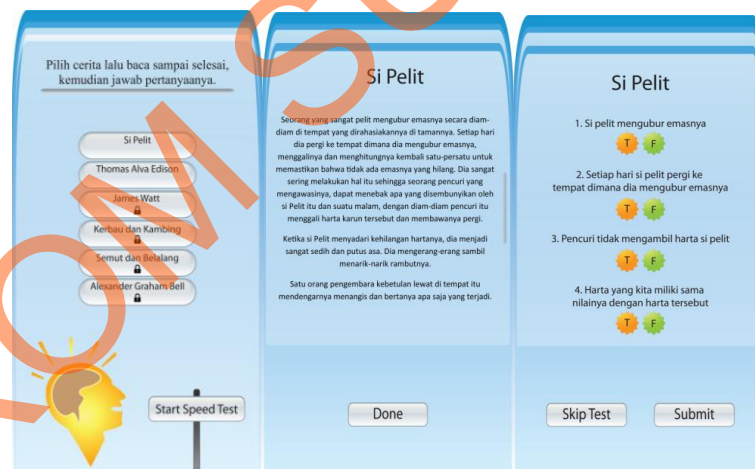 Pilih cerita lalu baca sampai selesai,
kemudian jawab pertanyaanya.
Si Pelit
Thomas Alva Edison
James Watt
Kerbau dan Kambing
Semut dan Belalang
Alexander Graham Bell
Start Speed Test
Si Pelit
Seorang yang sangat pelit mengubur emasnya secara diam-
diam di tempat yang dirahasiakannya di tamannya. Setiap hari
dia pergi ke tempat dimana dia mengubur emasnya,
menggalinya dan menghitungnya kembali satu-persatu untuk
memastikan bahwa tidak ada emasnya yang hilang. Dia sangat
sering melakukan hal itu sehingga seorang pencuri yang
mengawasinya, dapat menebak apa yang disembunyikan oleh
si Pelit itu dan suatu malam, dengan diam-diam pencuri itu
menggali harta karun tersebut dan membawanya pergi.
Ketika si Pelit menyadari kehilangan hartanya, dia menjadi
sangat sedih dan putus asa. Dia mengerang-erang sambil
menarik-narik rambutnya.
Satu orang pengembara kebetulan lewat di tempat itu
mendengarnya menangis dan bertanya apa saja yang terjadi.
Done
Si Pelit
1. Si pelit mengubur emasnya
T F
2. Setiap hari si pelit pergi ke
tempat dimana dia mengubur emasnya
T F
3. Pencuri tidak mengambil harta si pelit
T F
4. Harta yang kita miliki sama
nilainya dengan harta tersebut
T F
Skip Test Submit